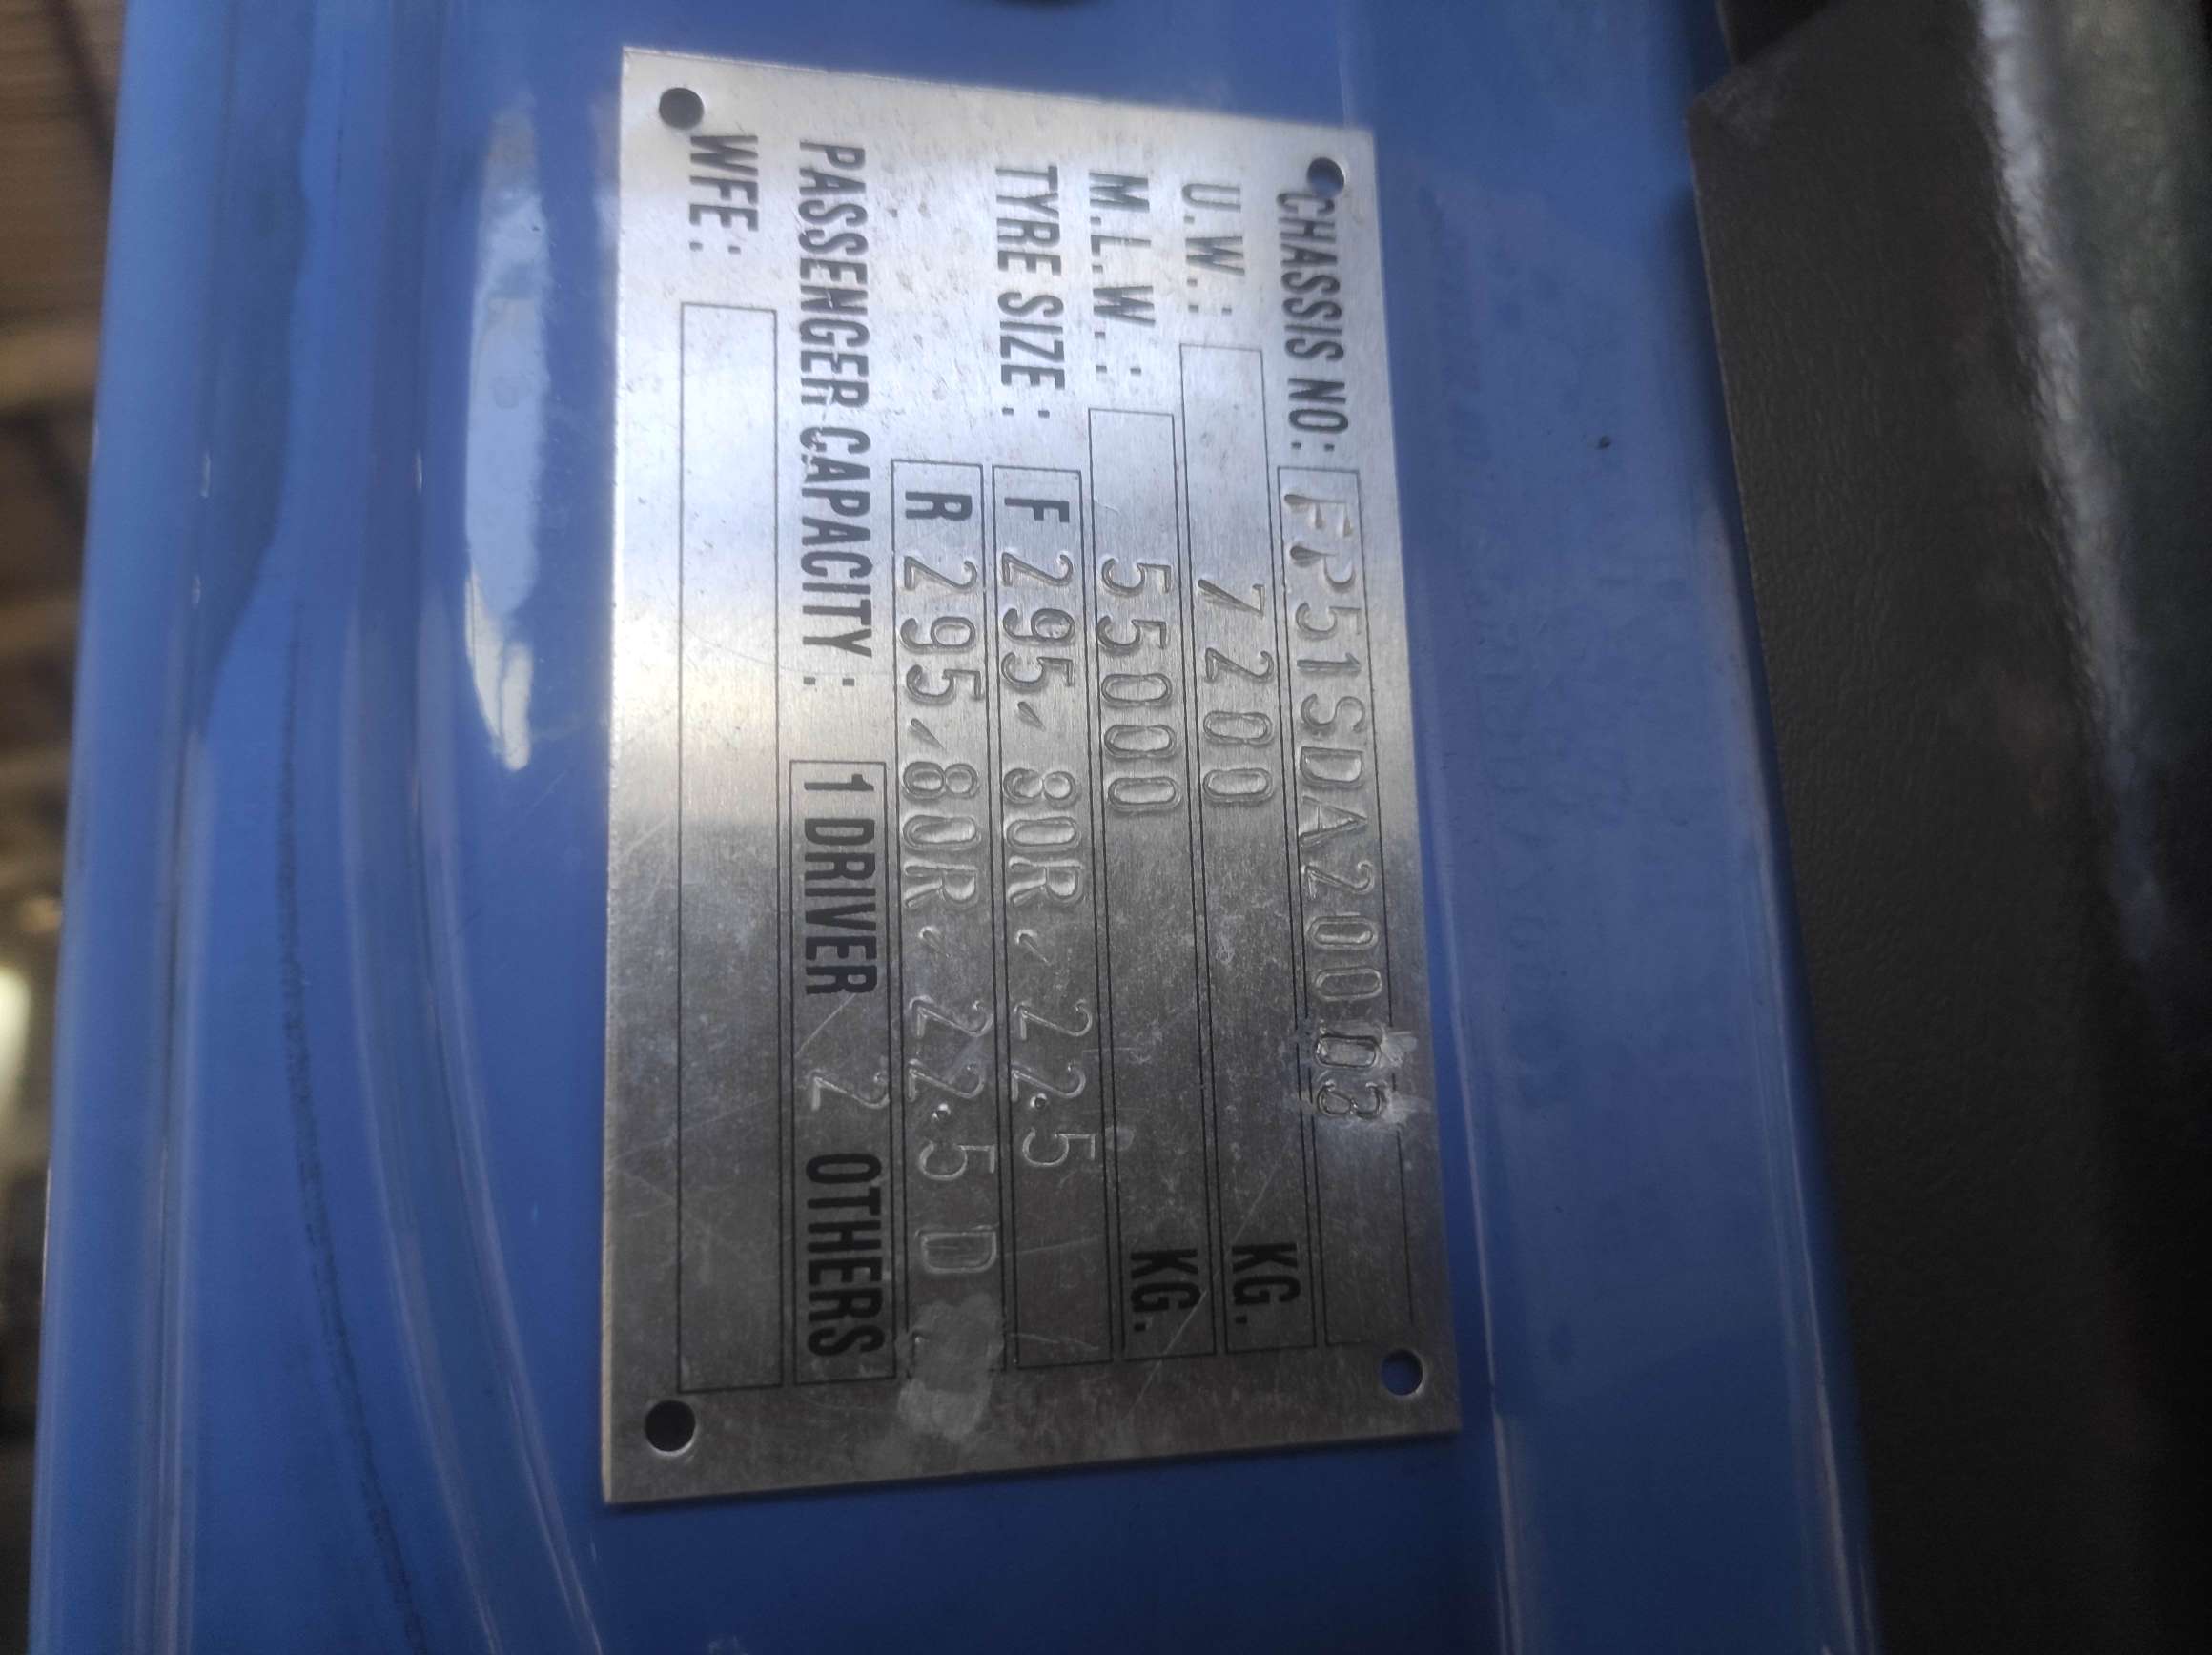 CHASSIS NO: FP51SDA20003
U.W.: 7200 KG.
M.L.W.: 55000 KG.
TYRE SIZE: F 295/80R/22.5
R 295/80R/22.5 D
PASSENGER CAPACITY: 1 DRIVER 2 OTHERS
WFE: